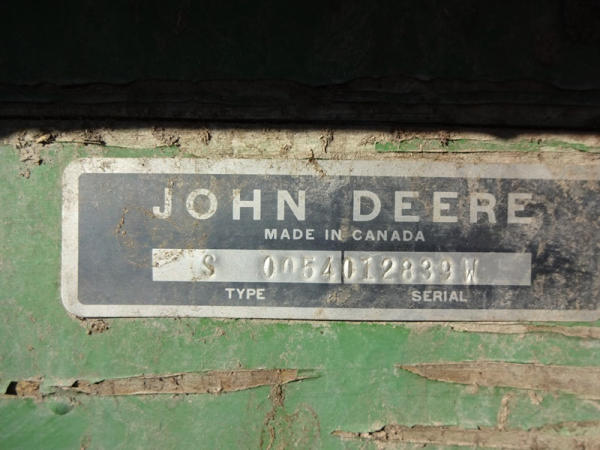 JOHN DEERE
MADE IN CANADA
S 0054012839W
TYPE SERIAL